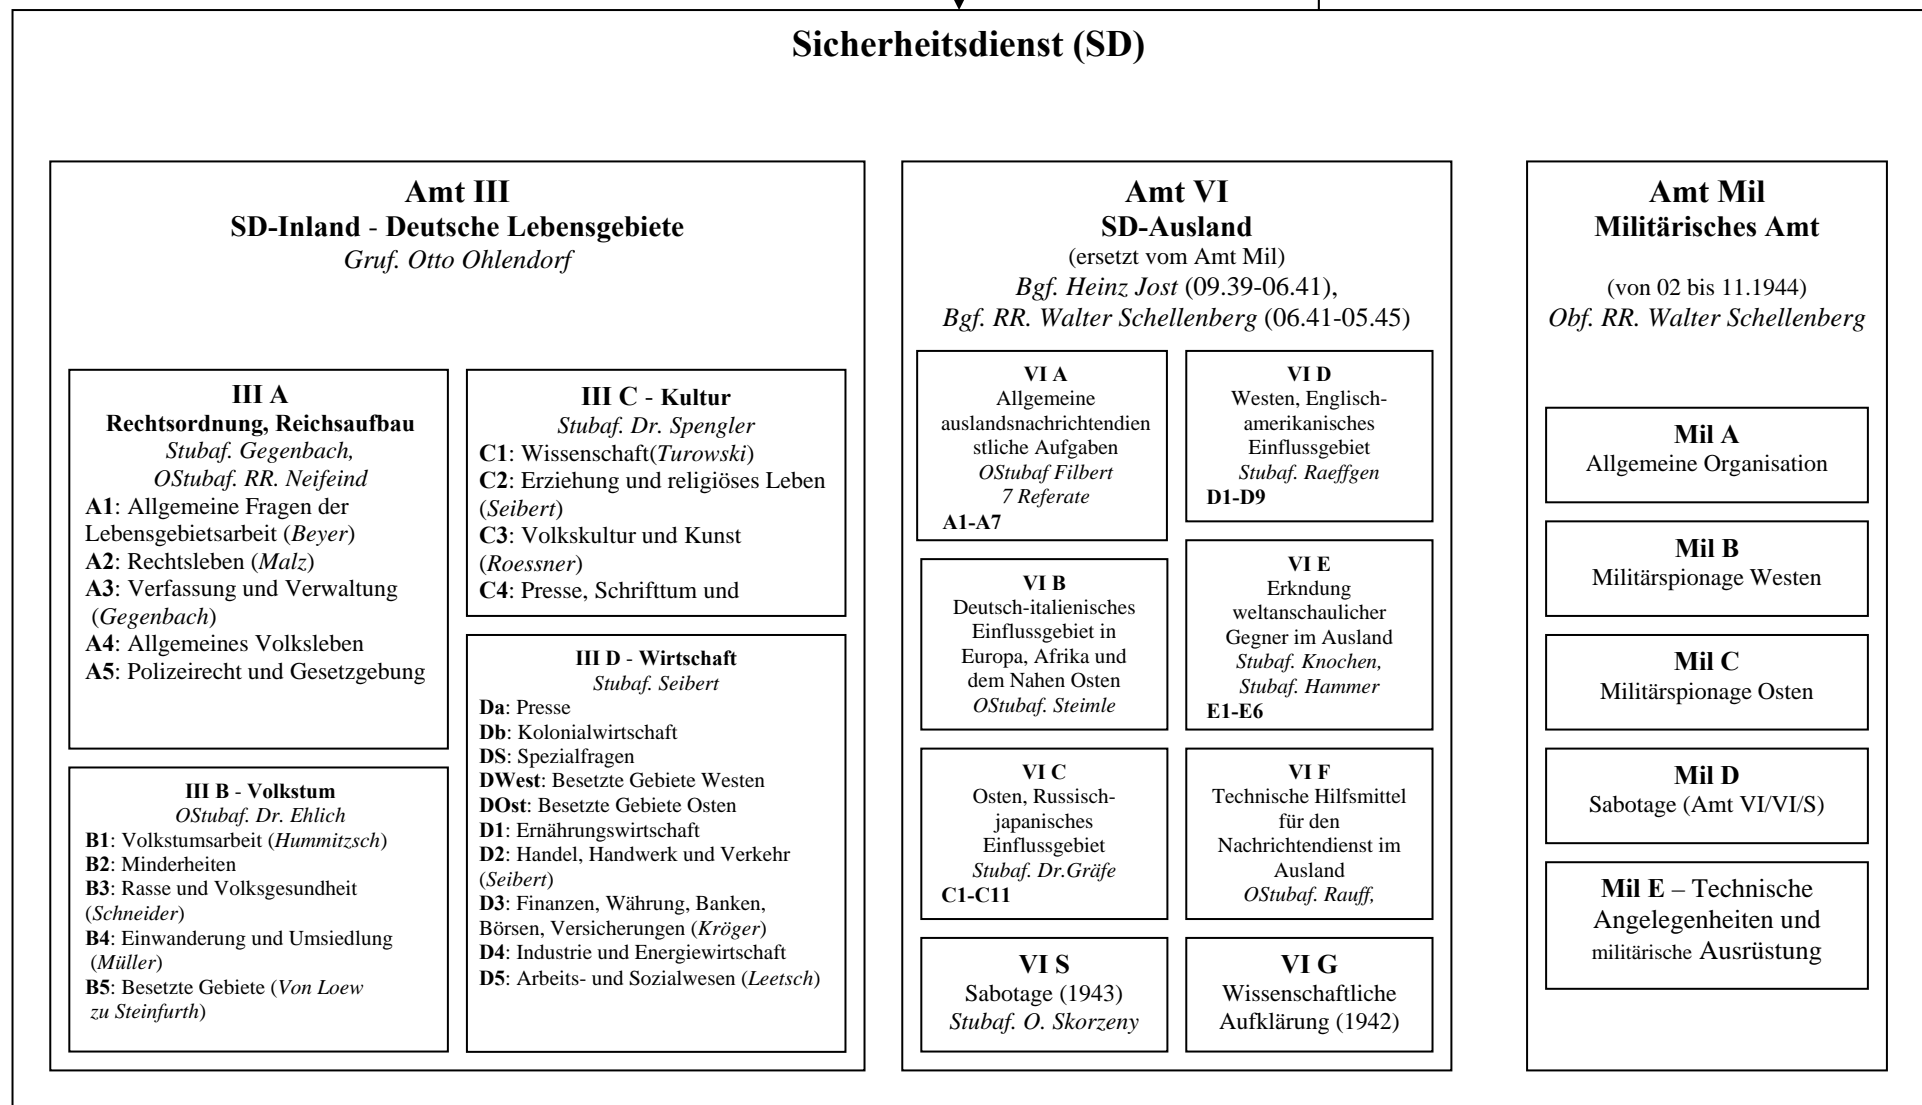 Sicherheitsdienst (SD)
Amt III
SD-Inland - Deutsche Lebensgebiete
Gruf. Otto Ohlendorf
III A
Rechtsordnung, Reichsaufbau
Stubaf. Gegenbach,
OStubaf. RR. Neifeind
A1: Allgemeine Fragen der
Lebensgebietsarbeit (Beyer)
A2: Rechtsleben (Malz)
A3: Verfassung und Verwaltung
(Gegenbach)
A4: Allgemeines Volksleben
A5: Polizeirecht und Gesetzgebung
III B - Volkstum
OStubaf. Dr. Ehlich
B1: Volkstumsarbeit (Hummitzsch)
B2: Minderheiten
B3: Rasse und Volksgesundheit
(Schneider)
B4: Einwanderung und Umsiedlung
(Müller)
B5: Besetzte Gebiete (Von Loew
zu Steinfurth)
III C - Kultur
Stubaf. Dr. Spengler
C1: Wissenschaft(Turowski)
C2: Erziehung und religiöses Leben
(Seibert)
C3: Volkskultur und Kunst
(Roessner)
C4: Presse, Schrifttum und
III D - Wirtschaft
Stubaf. Seibert
Da: Presse
Db: Kolonialwirtschaft
DS: Spezialfragen
DWest: Besetzte Gebiete Westen
DOst: Besetzte Gebiete Osten
D1: Ernährungswirtschaft
D2: Handel, Handwerk und Verkehr
(Seibert)
D3: Finanzen, Währung, Banken,
Börsen, Versicherungen (Kröger)
D4: Industrie und Energiewirtschaft
D5: Arbeits- und Sozialwesen (Leetsch)
Amt VI
SD-Ausland
(ersetzt vom Amt Mil)
Bgf. Heinz Jost (09.39-06.41),
Bgf. RR. Walter Schellenberg (06.41-05.45)
VI A
Allgemeine
auslandsnachrichtendien
stliche Aufgaben
OStubaf Filbert
7 Referate
A1-A7
VI B
Deutsch-italienisches
Einflussgebiet in
Europa, Afrika und
dem Nahen Osten
OStubaf. Steimle
VI C
Osten, Russisch-
japanisches
Einflussgebiet
Stubaf. Dr.Gräfe
C1-C11
VI S
Sabotage (1943)
Stubaf. O. Skorzeny
VI D
Westen, Englisch-
amerikanisches
Einflussgebiet
Stubaf. Raeffgen
D1-D9
VI E
Erkndung
weltanschaulicher
Gegner im Ausland
Stubaf. Knochen,
Stubaf. Hammer
E1-E6
VI F
Technische Hilfsmittel
für den
Nachrichtendienst im
Ausland
OStubaf. Rauff,
VI G
Wissenschaftliche
Aufklärung (1942)
Amt Mil
Militärisches Amt
(von 02 bis 11.1944)
Obf. RR. Walter Schellenberg
Mil A
Allgemeine Organisation
Mil B
Militärspionage Westen
Mil C
Militärspionage Osten
Mil D
Sabotage (Amt VI/VI/S)
Mil E – Technische
Angelegenheiten und
militärische Ausrüstung